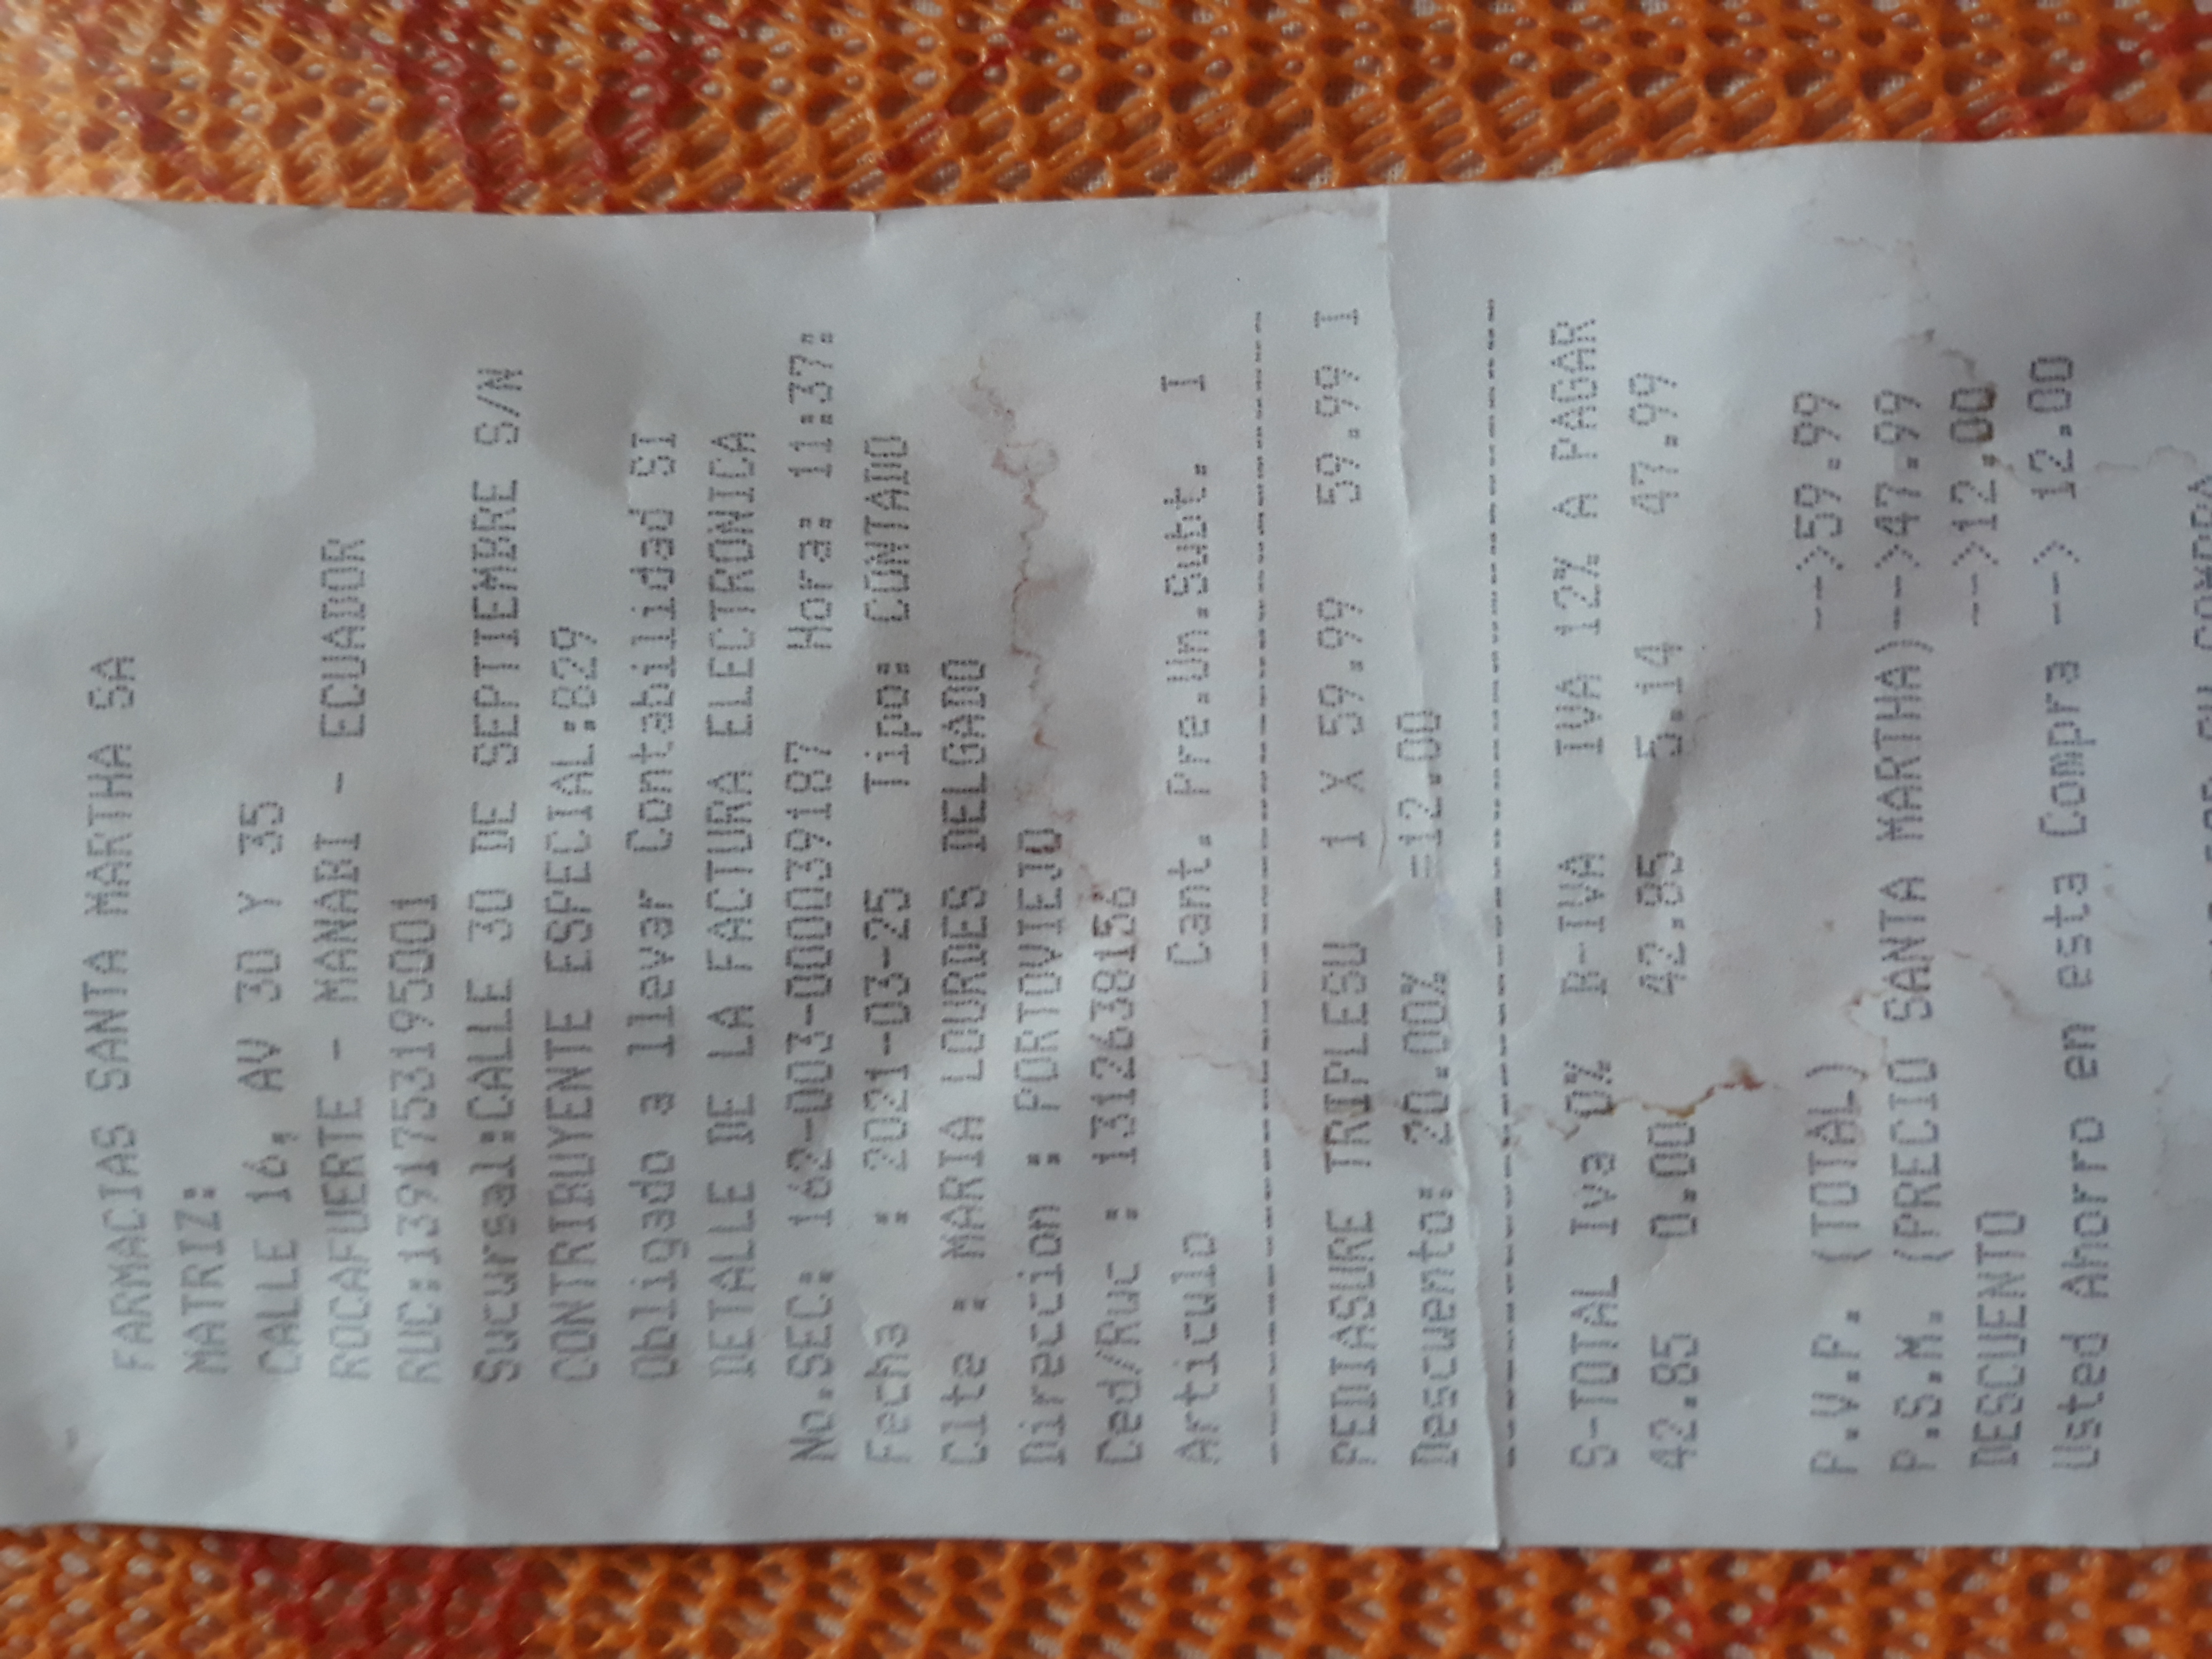 FARMACIAS SANTA MARTHA SA
MATRIZ:
CALLE 16, AV 30 Y 35
ROCAFUERTE - MANABI - ECUADOR
RUC:1391753195001
Sucursal:CALLE 30 DE SEPTIEMBRE S/N
CONTRIBUYENTE ESPECIAL:829
Obligado a llevar Contabilidad SI
DETALLE DE LA FACTURA ELECTRONICA
No.SEC: 162-003-000039187 Hora: 11:37:
Fecha : 2021-03-25 Tipo: CONTADO
Clte : MARIA LOURDES DELGADO
Direccion : PORTOVIEJO
Ced/Ruc : 1312638156
Articulo Cant. Pre.Un.Subt. I
PEDIASURE TRIPLESU 1 X 59.99 59.99 I
Descuento: 20.00% =12.00
S-TOTAL Iva 0% B-IVA IVA 12% A PAGAR
42.85 0.00 42.85 5.14 47.99
P.V.P. (TOTAL) -->59.99
P.S.M. (PRECIO SANTA MARTHA)-->47.99
DESCUENTO -->12.00
Usted Ahorro en esta Compra --> 12.00
POR SU COMPRA